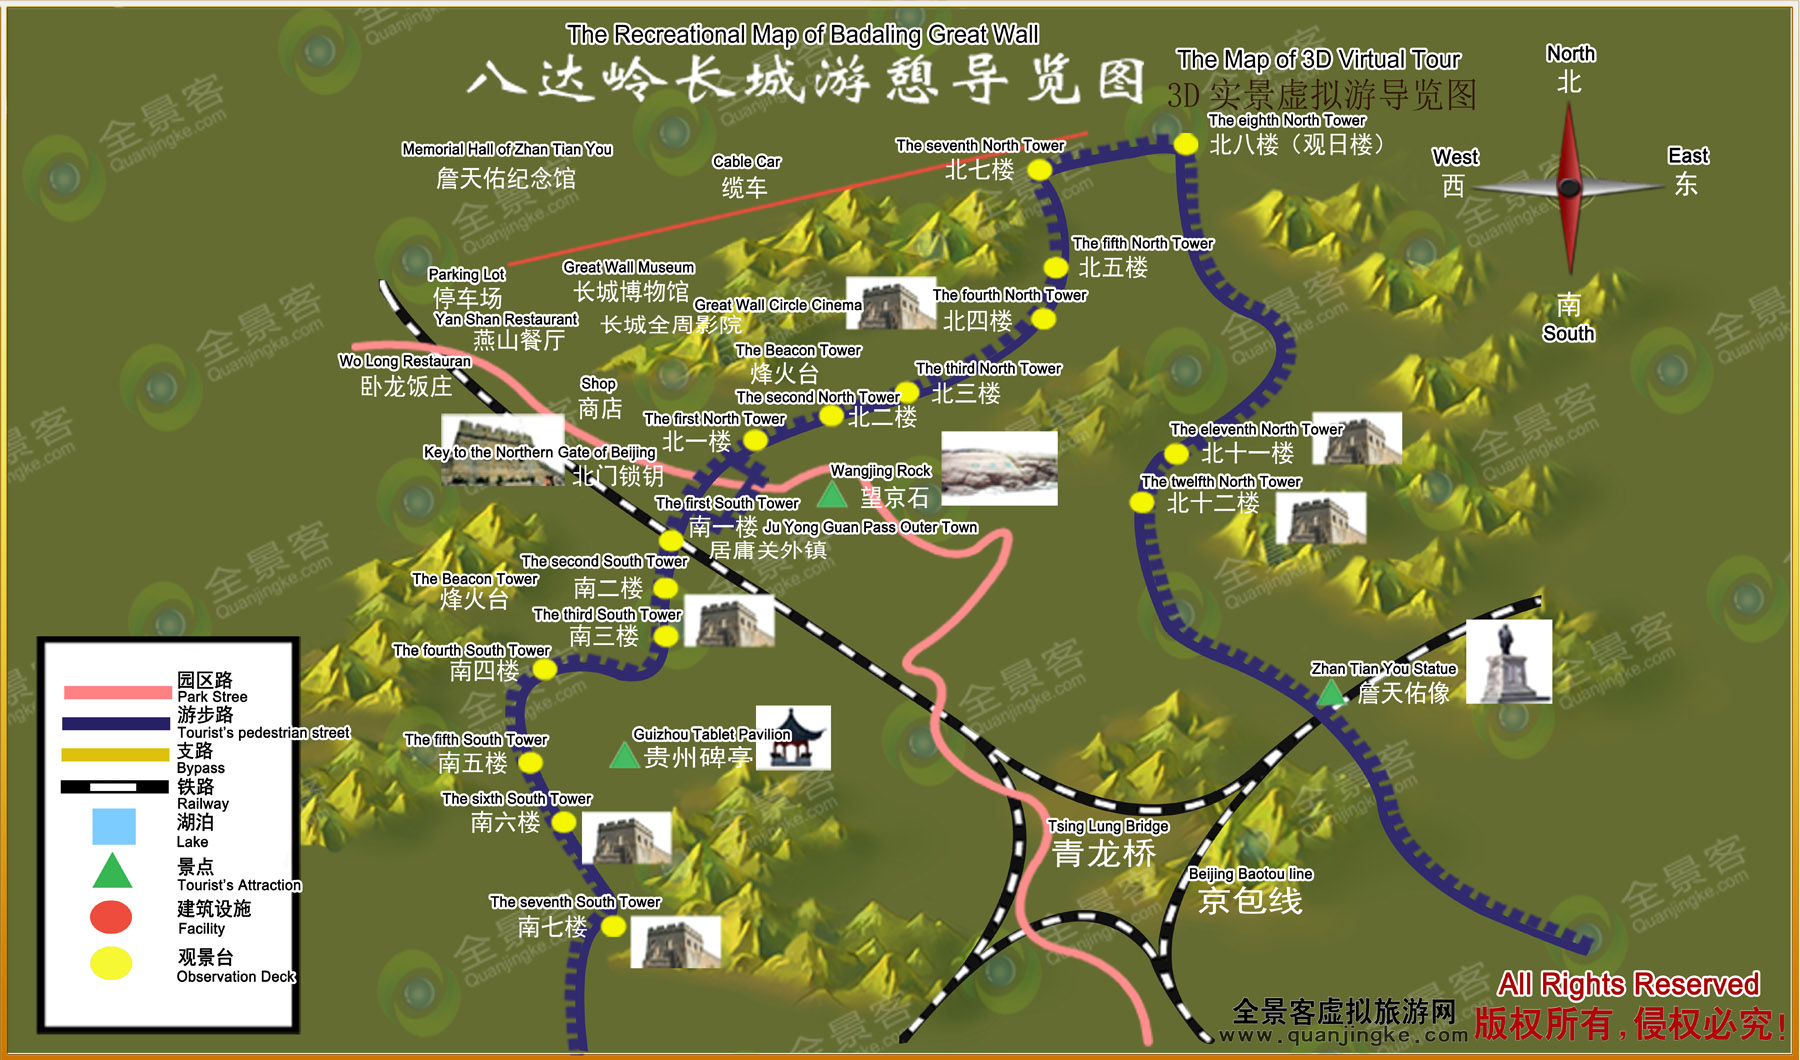 The Recreational Map of Badaling Great Wall
八达岭长城游憩导览图
The Map of 3D Virtual Tour
3D 实景虚拟游导览图
North
北
West
西
East
东
南
South
The eighth North Tower
北八楼（观日楼）
The seventh North Tower
北七楼
Memorial Hall of Zhan Tian You
詹天佑纪念馆
Cable Car
缆车
The fifth North Tower
北五楼
Parking Lot
停车场
Great Wall Museum
长城博物馆
Great Wall Circle Cinema
长城全周影院
The fourth North Tower
北四楼
Yan Shan Restaurant
燕山餐厅
Wo Long Restauran
卧龙饭庄
The Beacon Tower
烽火台
The third North Tower
北三楼
Shop
商店
The second North Tower
北二楼
The first North Tower
北一楼
Key to the Northern Gate of Beijing
北门锁钥
Wangjing Rock
望京石
The eleventh North Tower
北十一楼
The twelfth North Tower
北十二楼
The first South Tower
南一楼
Ju Yong Guan Pass Outer Town
居庸关外镇
The second South Tower
南二楼
The Beacon Tower
烽火台
The third South Tower
南三楼
The fourth South Tower
南四楼
Zhan Tian You Statue
詹天佑像
Guizhou Tablet Pavilion
贵州碑亭
The fifth South Tower
南五楼
The sixth South Tower
南六楼
Tsing Lung Bridge
青龙桥
Beijing Baotou line
京包线
The seventh South Tower
南七楼
园区路
Park Stree
游步路
Tourist's pedestrian street
支路
Bypass
铁路
Railway
湖泊
Lake
景点
Tourist's Attraction
建筑设施
Facility
观景台
Observation Deck
All Rights Reserved
全景客虚拟旅游网
www.quanjingke.com
版权所有,侵权必究!
全景客
Quanjingke.com